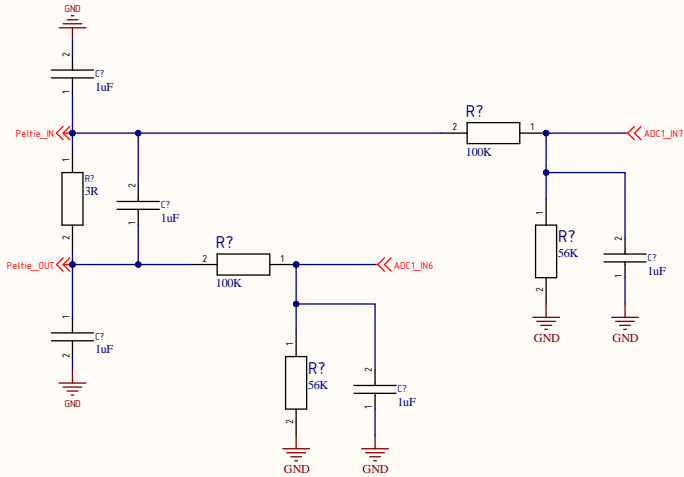 GND
2
C?
1
1uF
Peltie_IN
R?
2
1
100K
ADC1_IN7
1
R?
3R
2
2
C?
1
1uF
Peltie_OUT
R?
2
1
100K
ADC1_IN6
1
R?
56K
2
2
C?
1
1uF
GND
GND
1
C?
2
1uF
GND
1
R?
56K
2
2
C?
1
1uF
GND
GND